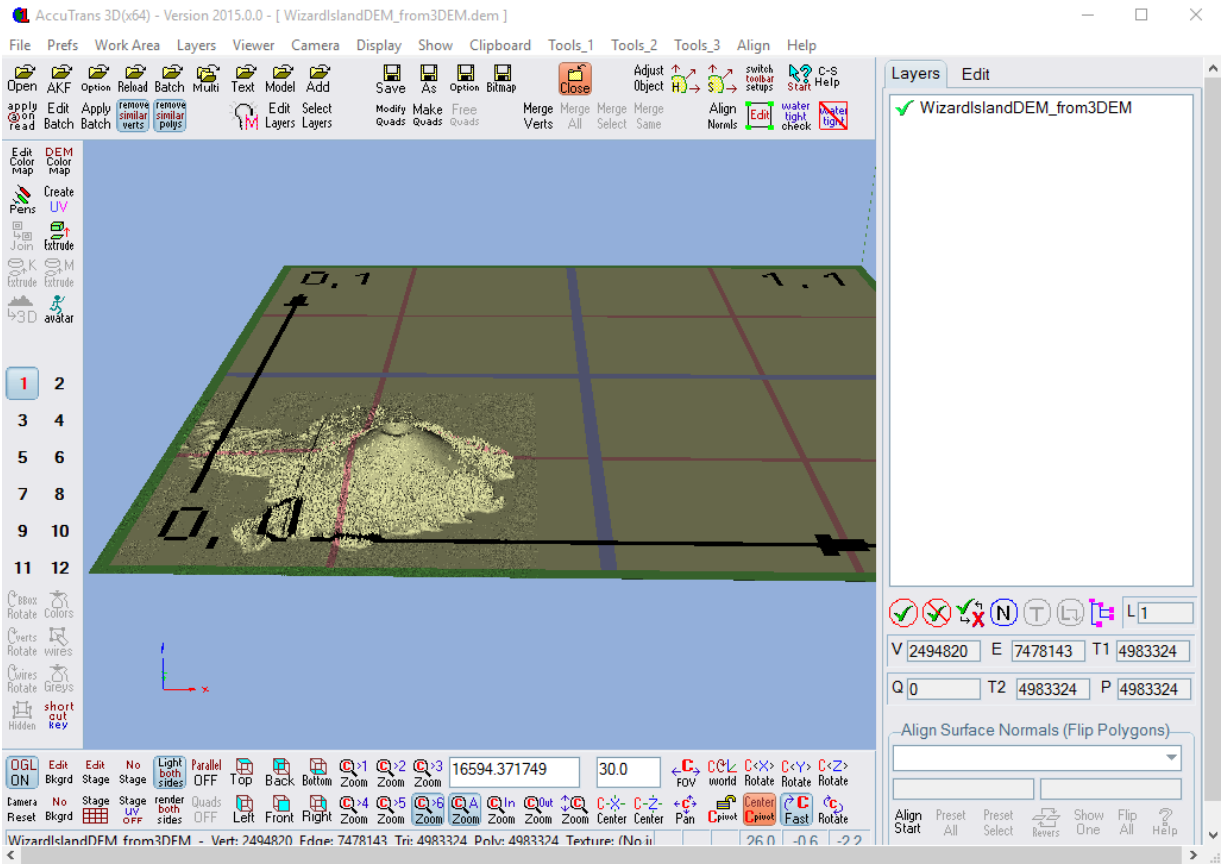 AccuTrans 3D(x64) - Version 2015.0.0 - [ WizardIslandDEM_from3DEM.dem ]
File Prefs Work Area Layers Viewer Camera Display Show Clipboard Tools_1 Tools_2 Tools_3 Align Help
Open AKF Option Reload Batch Multi Text Model Add Save As Option Bitmap Close Adjust Object H S switch toolbar setups Start C-S Help
apply @on read Edit Batch Apply Batch remove similar verts remove similar polys M Edit Layers Select Layers Modify Quads Make Quads Free Quads Merge Verts Merge All Merge Select Merge Same Align Normls Edit water tight check water tight
Layers Edit
WizardIslandDEM_from3DEM
Edit Color Map DEM Color Map
Pens Create UV
Join Extrude
K Extrude M Extrude
3D avatar
0,1 1,1
0,0
1 2
3 4
5 6
7 8
9 10
11 12
BBox Rotate Colors
verts Rotate wires
wires Rotate Greys
Hidden short cut key
x
N T L 1
V 2494820 E 7478143 T1 4983324
Q 0 T2 4983324 P 4983324
Align Surface Normals (Flip Polygons)
Align Start Preset All Preset Select Revers Show One Flip All Help
OGL ON Edit Bkgrd Edit Stage No Stage Light both sides Parallel OFF Top Back Bottom >1 Zoom >2 Zoom >3 Zoom 16594.371749 30.0 FOV world C<X> Rotate C<Y> Rotate C<Z> Rotate
Camera Reset No Bkgrd Stage Stage UV OFF render both sides Quads OFF Left Front Right >4 Zoom >5 Zoom >6 Zoom A Zoom In Zoom Out Zoom Zoom C-X- Center C-Z- Center Pan Cpivot Center Cpivot Fast Rotate
WizardIslandDEM_from3DEM - Vert: 2494820 Edge: 7478143 Tri: 4983324 Poly: 4983324 Texture: (No 26.0 -0.6 -2.2